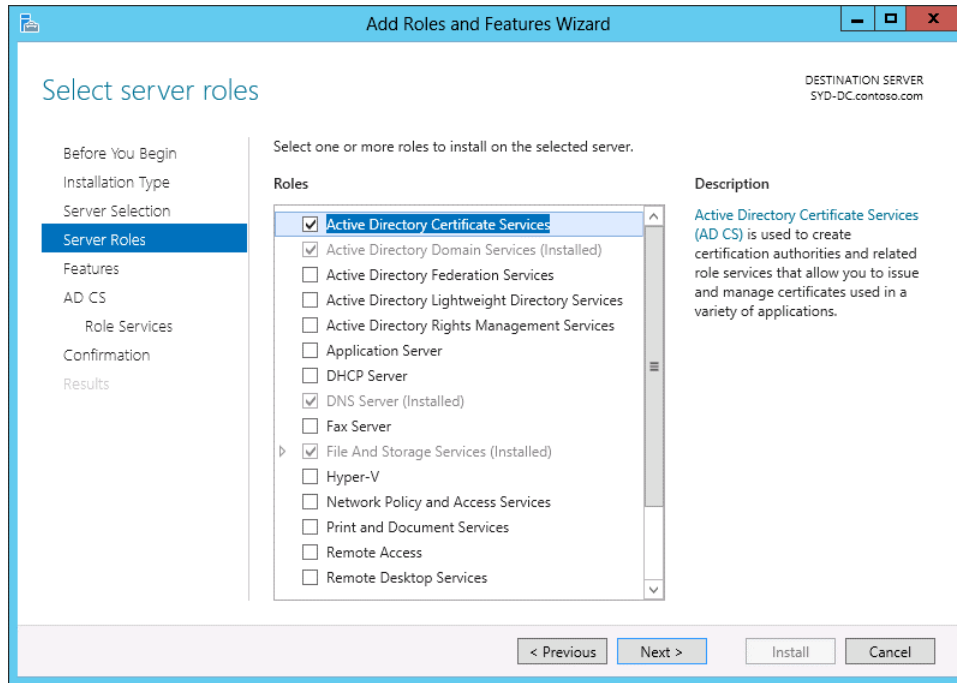 Add Roles and Features Wizard
Select server roles
DESTINATION SERVER
SYD-DC.contoso.com
Before You Begin
Installation Type
Server Selection
Server Roles
Features
AD CS
Role Services
Confirmation
Results
Select one or more roles to install on the selected server.
Roles
Active Directory Certificate Services
Active Directory Domain Services (Installed)
Active Directory Federation Services
Active Directory Lightweight Directory Services
Active Directory Rights Management Services
Application Server
DHCP Server
DNS Server (Installed)
Fax Server
File And Storage Services (Installed)
Hyper-V
Network Policy and Access Services
Print and Document Services
Remote Access
Remote Desktop Services
Description
Active Directory Certificate Services
(AD CS) is used to create
certification authorities and related
role services that allow you to issue
and manage certificates used in a
variety of applications.
< Previous
Next >
Install
Cancel